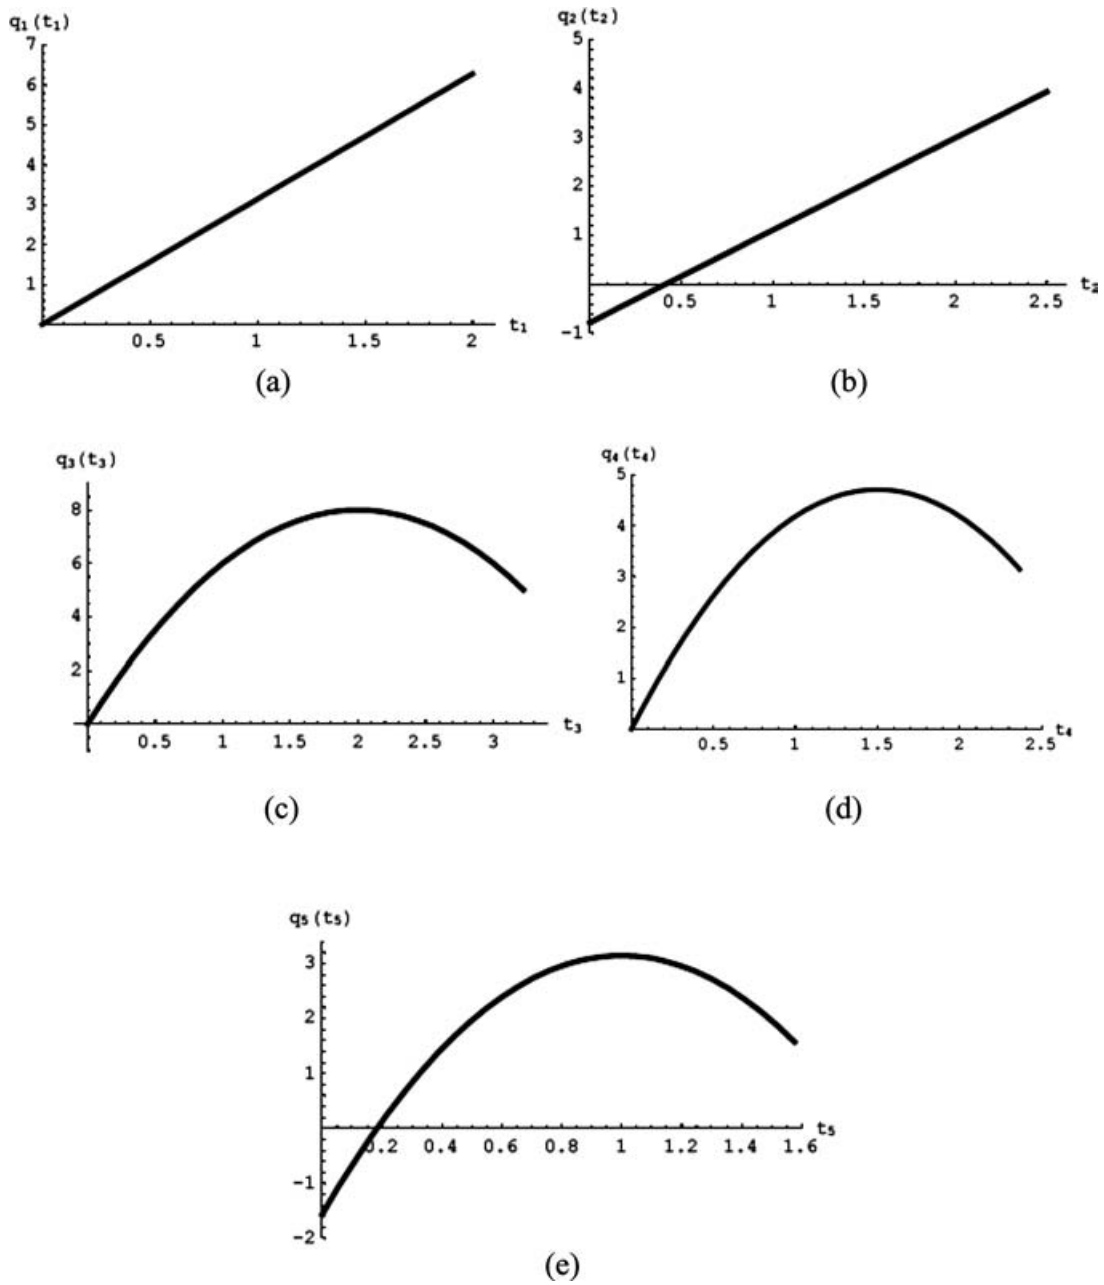 q₁(t₁)
7
6
5
4
3
2
1
0.5 1 1.5 2 t₁
(a)
q₂(t₂)
5
4
3
2
1
-1
0.5 1 1.5 2 2.5 t₂
(b)
q₃(t₃)
8
6
4
2
0.5 1 1.5 2 2.5 3 t₃
(c)
q₄(t₄)
5
4
3
2
1
0.5 1 1.5 2 2.5 t₄
(d)
q₅(t₅)
3
2
1
-1
-2
0.2 0.4 0.6 0.8 1 1.2 1.4 1.6 t₅
(e)